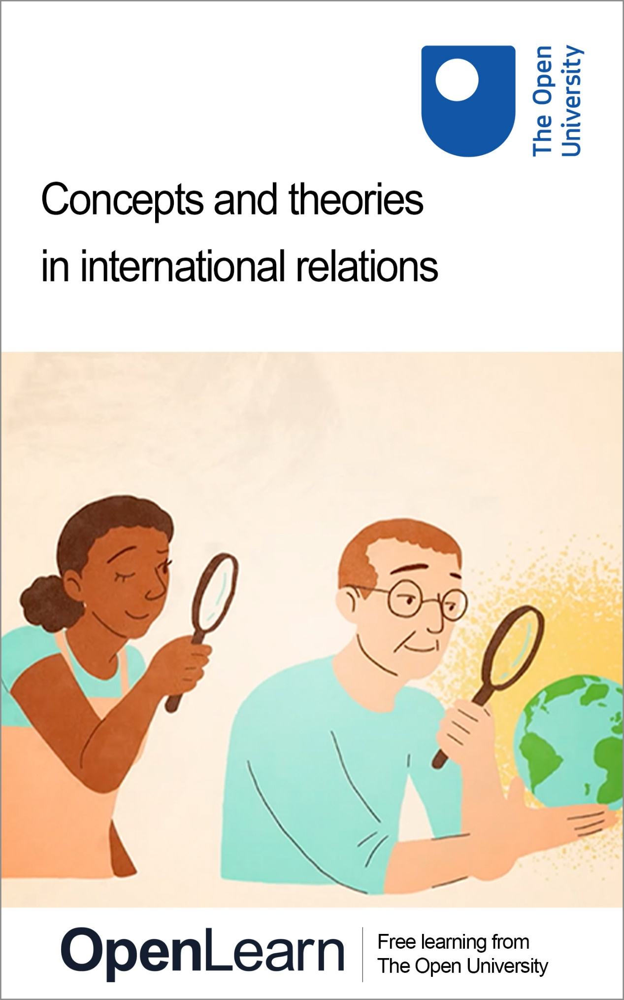 The Open
University
Concepts and theories
in international relations
OpenLearn
Free learning from
The Open University